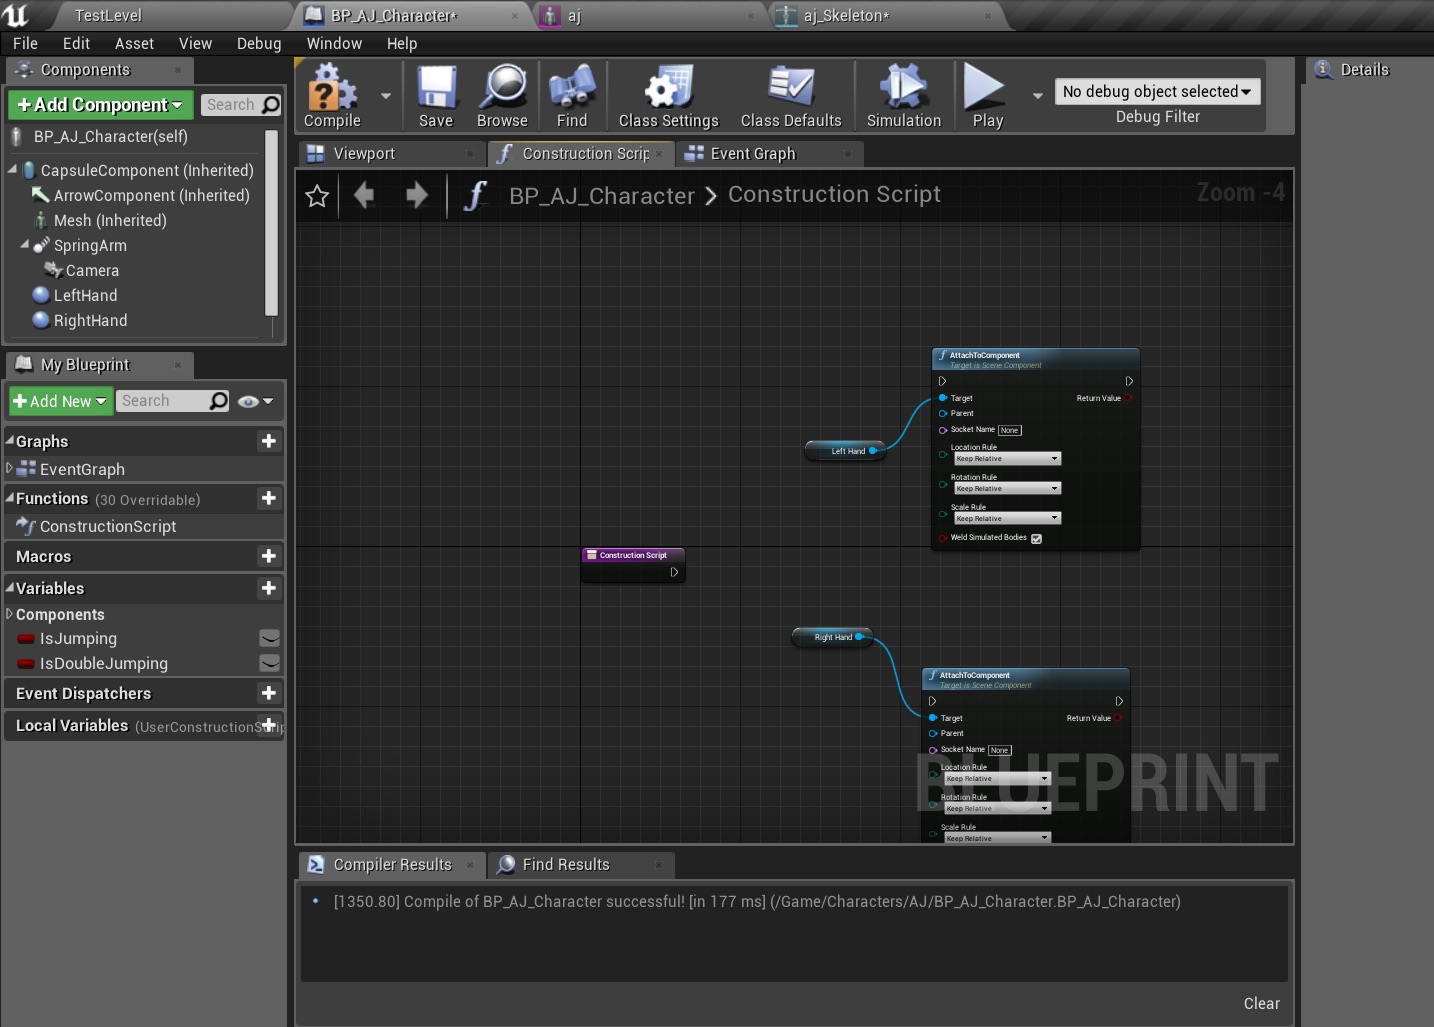 TestLevel
BP_AJ_Character*
aj
aj_Skeleton*
File Edit Asset View Debug Window Help
Components
Add Component
Search
BP_AJ_Character(self)
CapsuleComponent (Inherited)
ArrowComponent (Inherited)
Mesh (Inherited)
SpringArm
Camera
LeftHand
RightHand
My Blueprint
Add New
Search
Graphs
EventGraph
Functions (30 Overridable)
ConstructionScript
Macros
Variables
Components
IsJumping
IsDoubleJumping
Event Dispatchers
Local Variables (UserConstructionScrip
Compile
Save
Browse
Find
Class Settings
Class Defaults
Simulation
Play
No debug object selected
Debug Filter
Viewport
Construction Scrip
Event Graph
BP_AJ_Character
Construction Script
Zoom -4
AttachToComponent
Target is Scene Component
Target
Return Value
Parent
Socket Name None
Location Rule
Keep Relative
Rotation Rule
Keep Relative
Scale Rule
Keep Relative
Weld Simulated Bodies
Left Hand
Construction Script
Right Hand
AttachToComponent
Target is Scene Component
Target
Return Value
Parent
Socket Name None
Location Rule
Keep Relative
Rotation Rule
Keep Relative
Scale Rule
Keep Relative
BLUEPRINT
Compiler Results
Find Results
[1350.80] Compile of BP_AJ_Character successful! [in 177 ms] (/Game/Characters/AJ/BP_AJ_Character.BP_AJ_Character)
Clear
Details